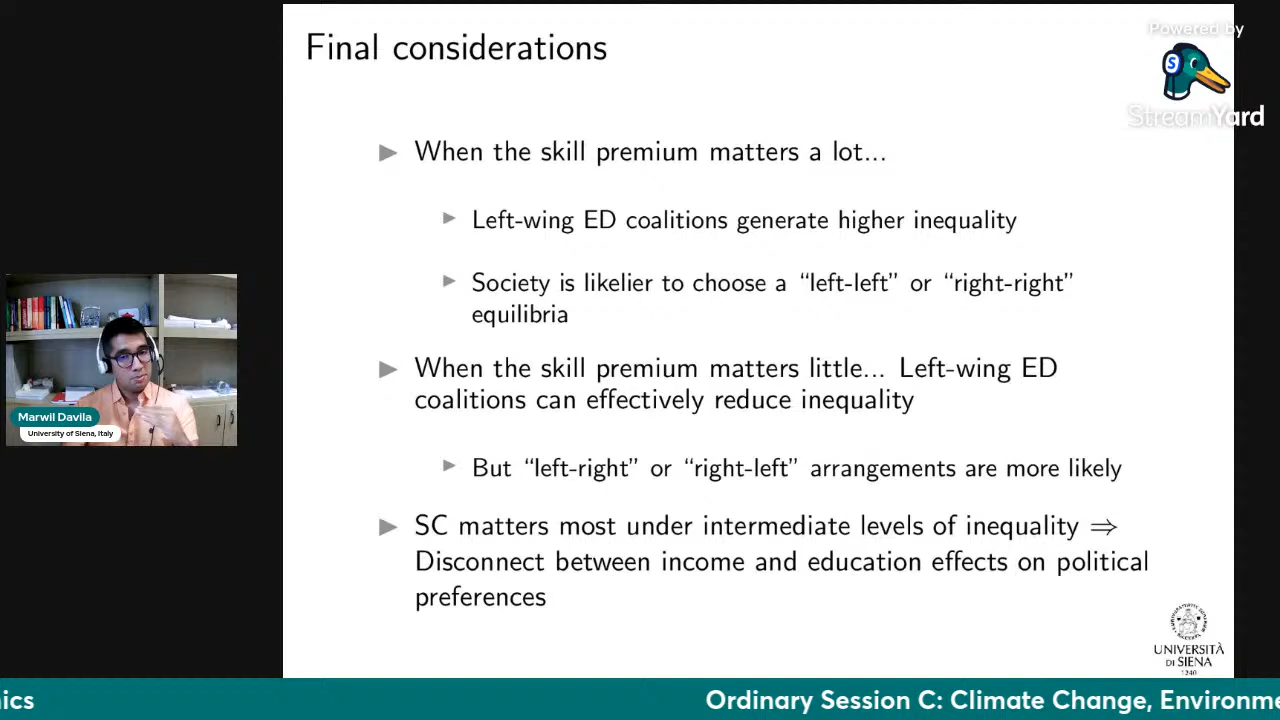 Final considerations
Powered by
StreamYard
When the skill premium matters a lot...
Left-wing ED coalitions generate higher inequality
Society is likelier to choose a “left-left” or “right-right”
equilibria
When the skill premium matters little... Left-wing ED
coalitions can effectively reduce inequality
But “left-right” or “right-left” arrangements are more likely
SC matters most under intermediate levels of inequality ⇒
Disconnect between income and education effects on political
preferences
Marwil Davila
University of Siena, Italy
UNIVERSITÀ
DI SIENA
1240
ics
Ordinary Session C: Climate Change, Environme